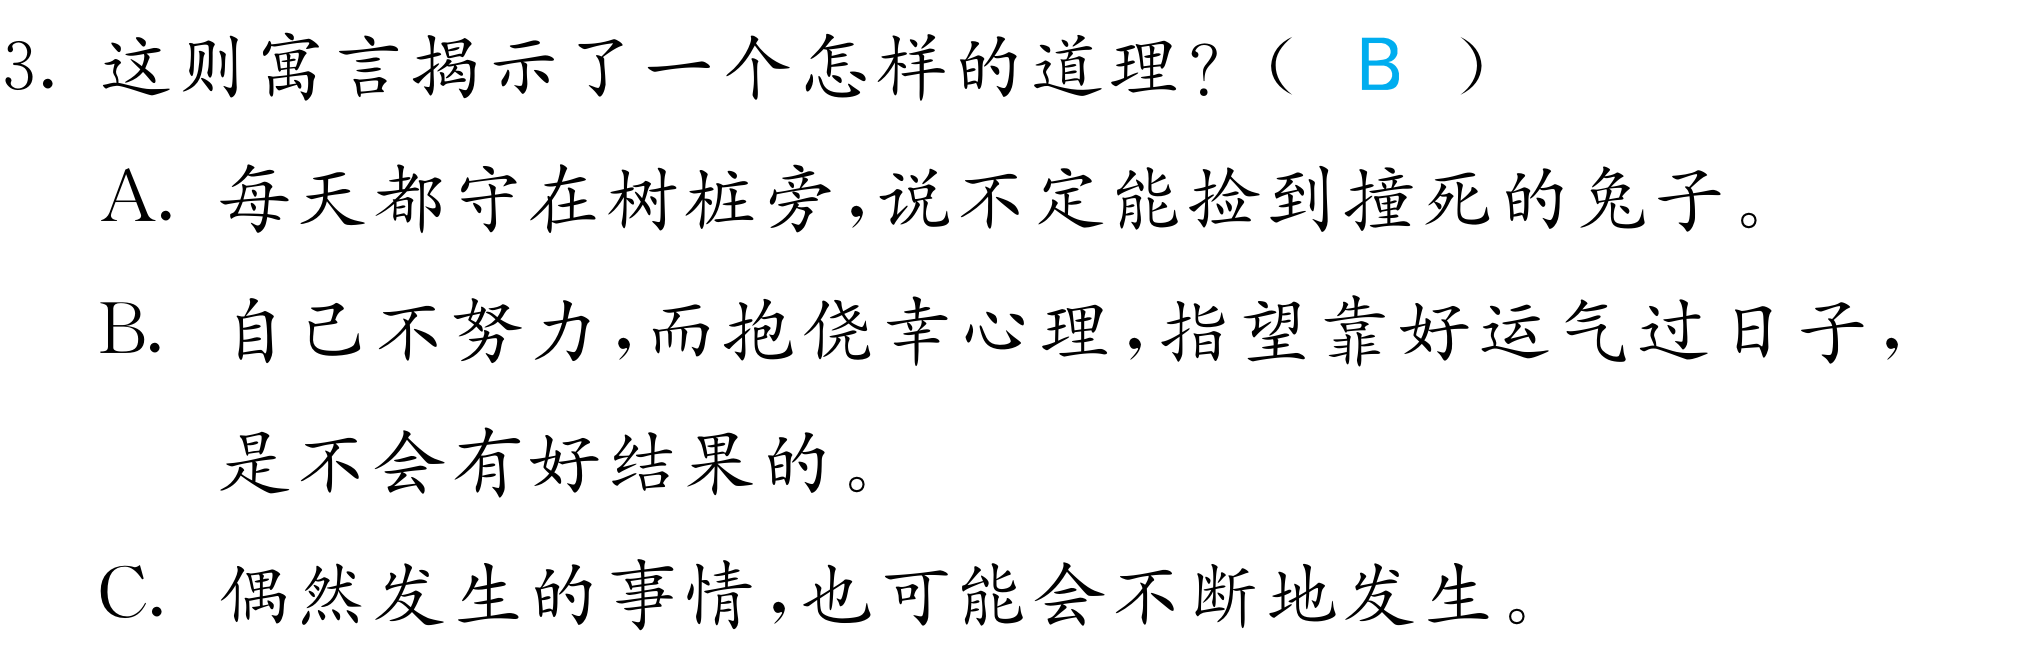 3. 这则寓言揭示了一个怎样的道理?( B )
A. 每天都守在树桩旁,说不定能捡到撞死的兔子。
B. 自己不努力,而抱侥幸心理,指望靠好运气过日子,
是不会有好结果的。
C. 偶然发生的事情,也可能会不断地发生。